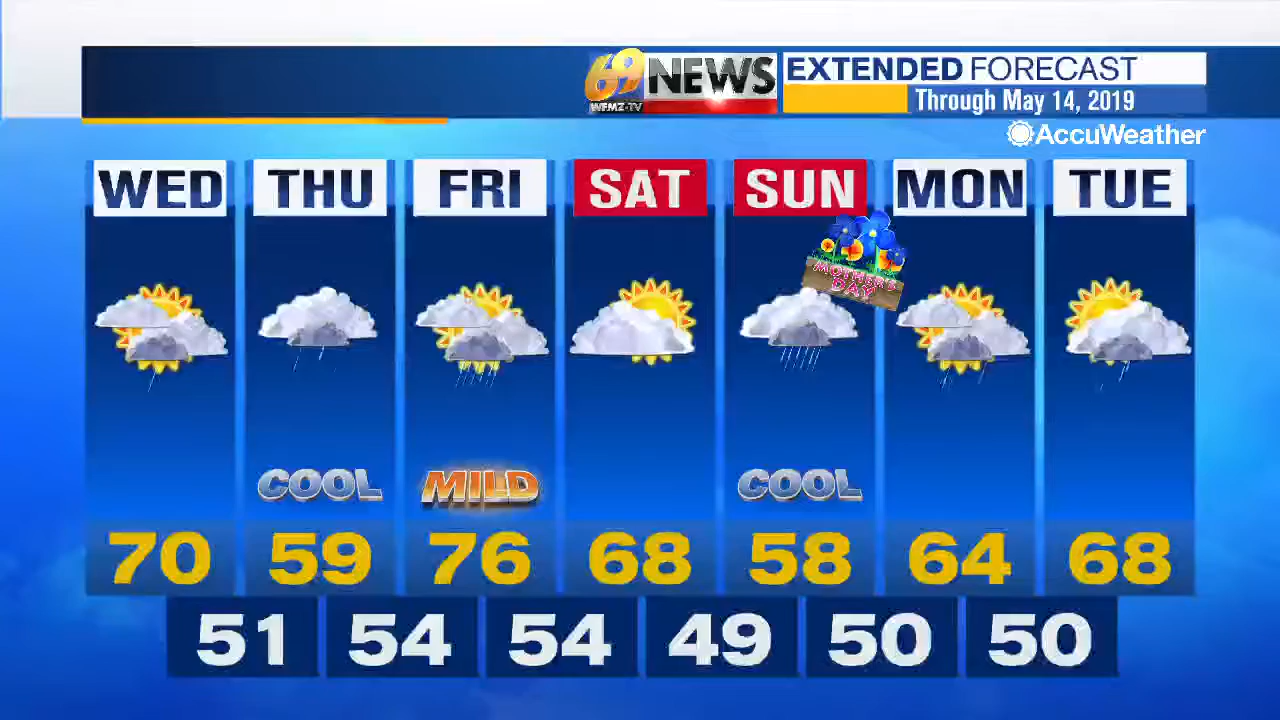 69 NEWS
WFMZ-TV
EXTENDED FORECAST
Through May 14, 2019
AccuWeather
WED THU FRI SAT SUN MON TUE
MOTHER'S
DAY
COOL MILD COOL
70 59 76 68 58 64 68
51 54 54 49 50 50